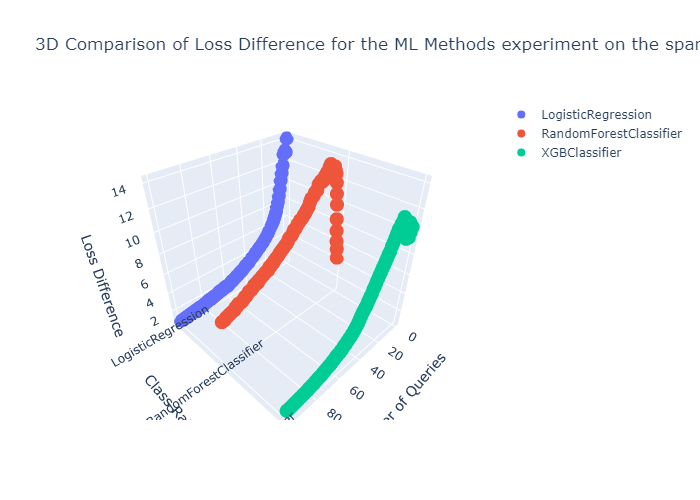 3D Comparison of Loss Difference for the ML Methods experiment on the
LogisticRegression
RandomForestClassifier
XGBClassifier
14
12
10
8
6
4
2
Loss Difference
LogisticRegression
RandomForestClassifier
0
20
40
60
80
of Queries